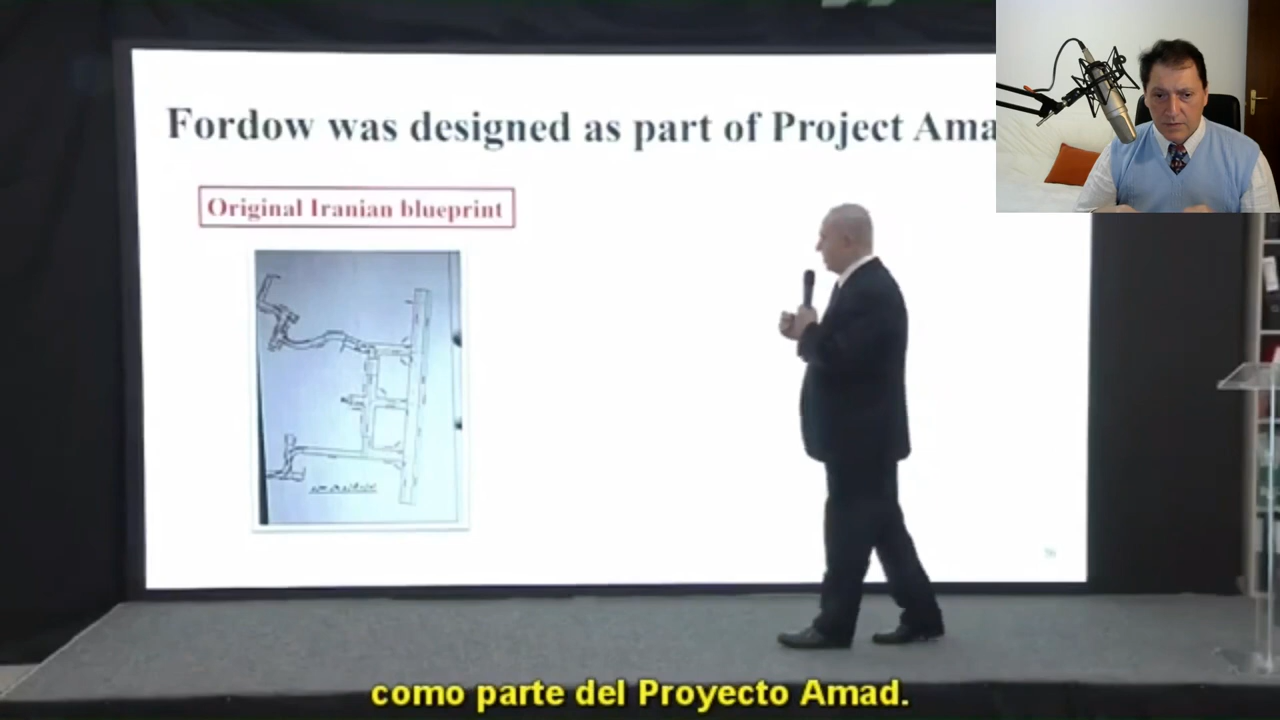 Fordow was designed as part of Project Ama
Original Iranian blueprint
como parte del Proyecto Amad.